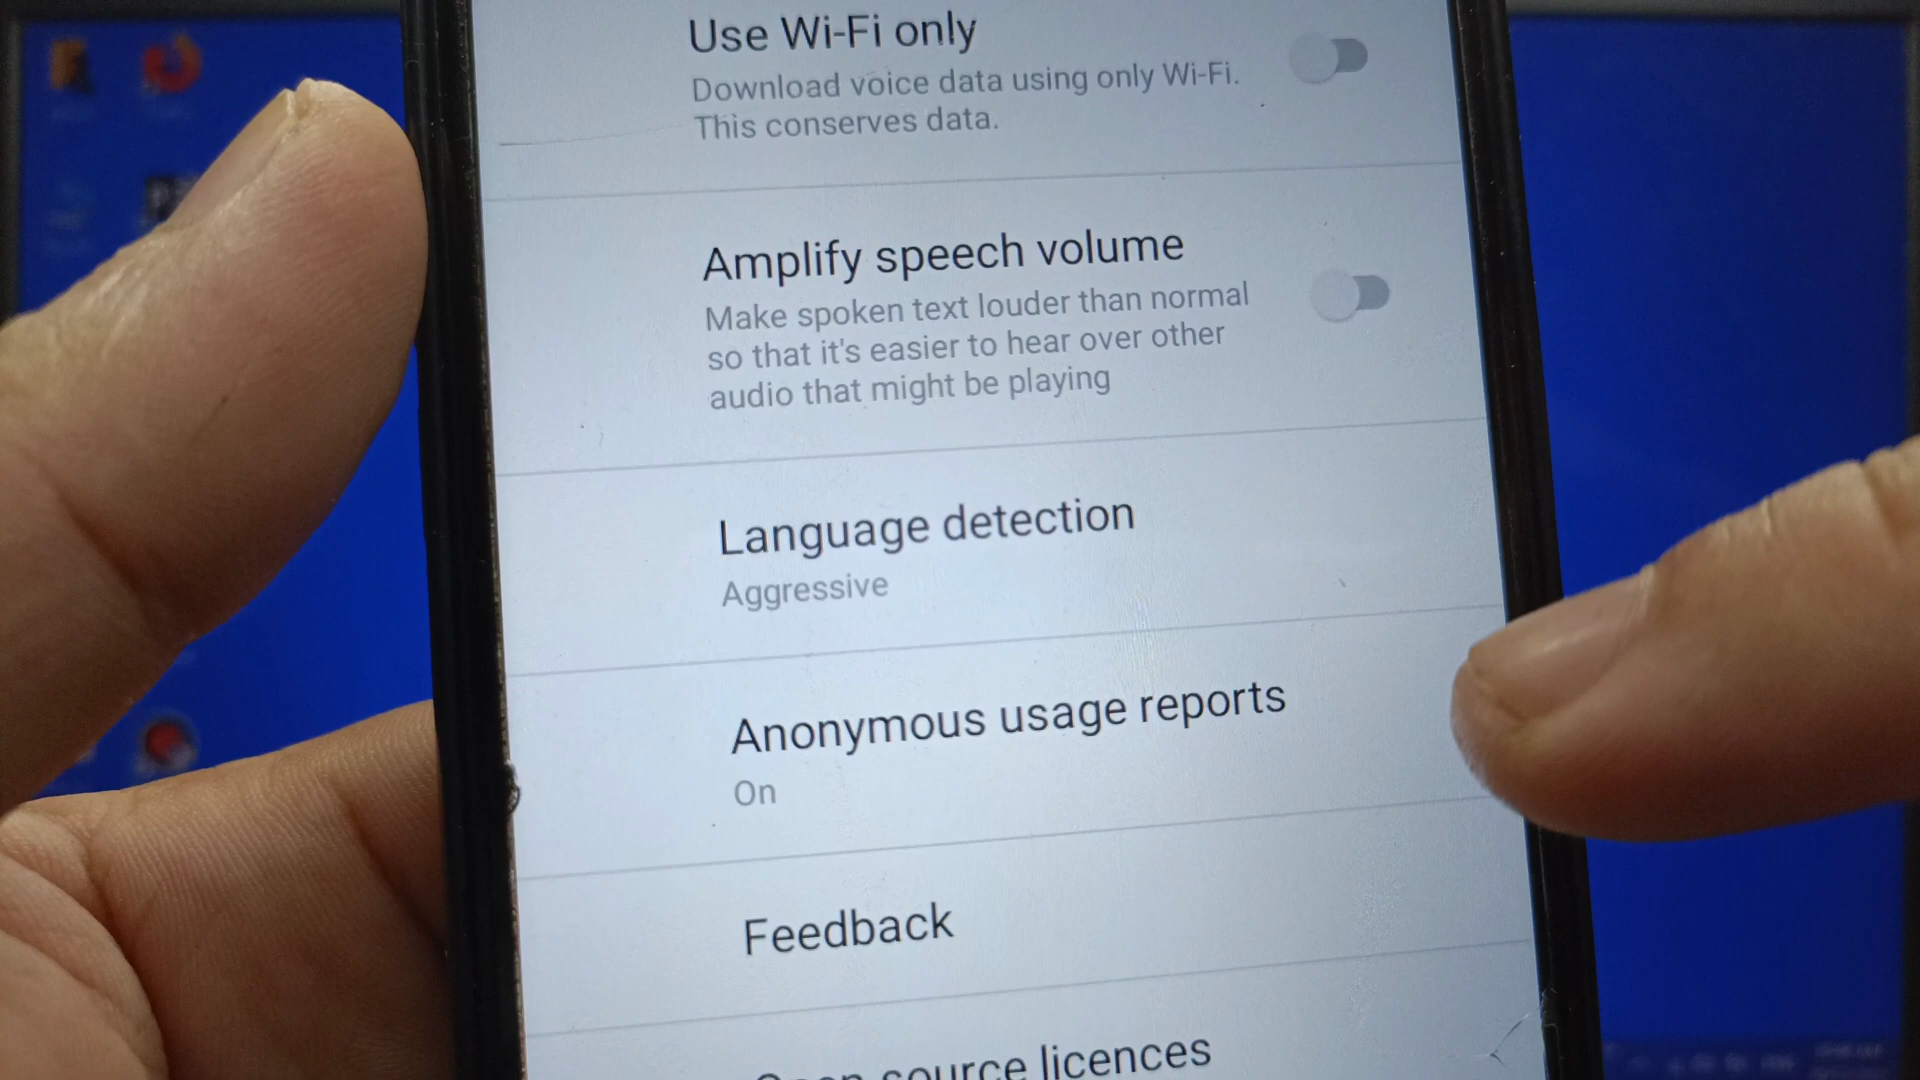 Use Wi-Fi only
Download voice data using only Wi-Fi.
This conserves data.
Amplify speech volume
Make spoken text louder than normal
so that it's easier to hear over other
audio that might be playing
Language detection
Aggressive
Anonymous usage reports
On
Feedback
Open source licences